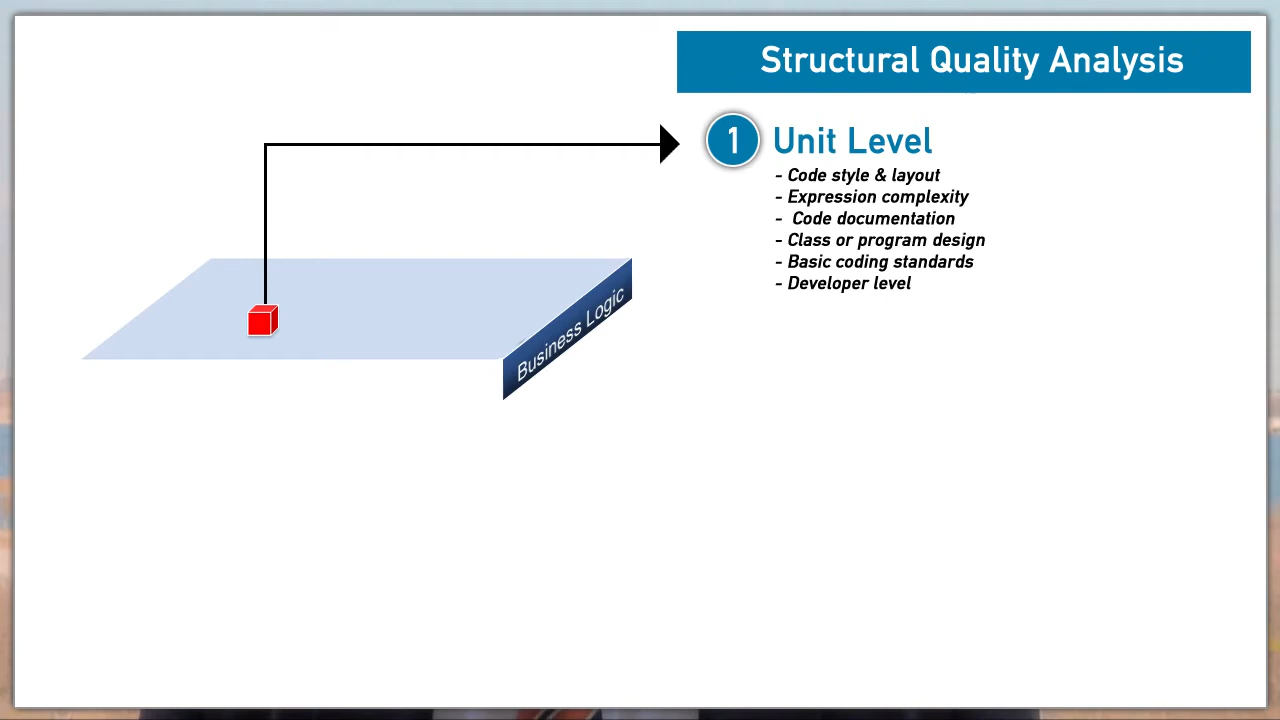 Structural Quality Analysis
1 Unit Level
- Code style & layout
- Expression complexity
- Code documentation
- Class or program design
- Basic coding standards
- Developer level
Business Logic